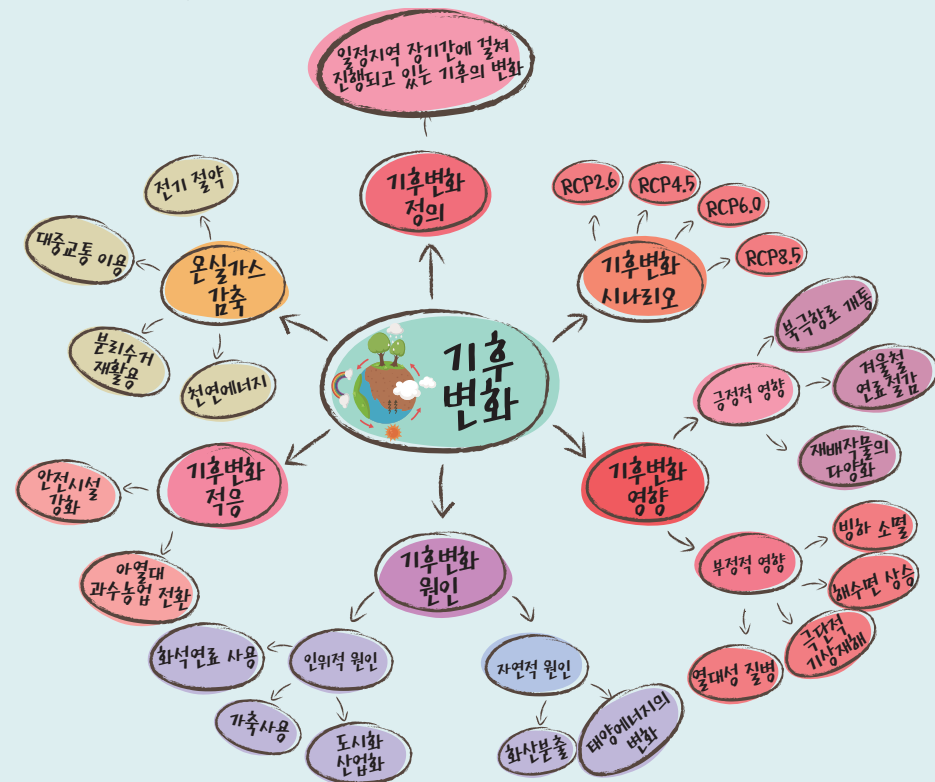 일정지역 장기간에 걸쳐
진행되고 있는 기후의 변화
기후변화
정의
전기 절약
대중교통 이용
온실가스
감축
분리수거
재활용
천연에너지
RCP2.6
RCP4.5
RCP6.0
RCP8.5
기후변화
시나리오
기후
변화
북극항로 개통
긍정적 영향
겨울철
연료절감
재배작물의
다양화
기후변화
영향
부정적 영향
빙하 소멸
해수면 상승
극단적
기상재해
열대성 질병
기후변화
적응
안전시설
강화
아열대
과수농업 전환
기후변화
원인
인위적 원인
화석연료 사용
가축사용
도시화
산업화
자연적 원인
화산분출
태양에너지의
변화